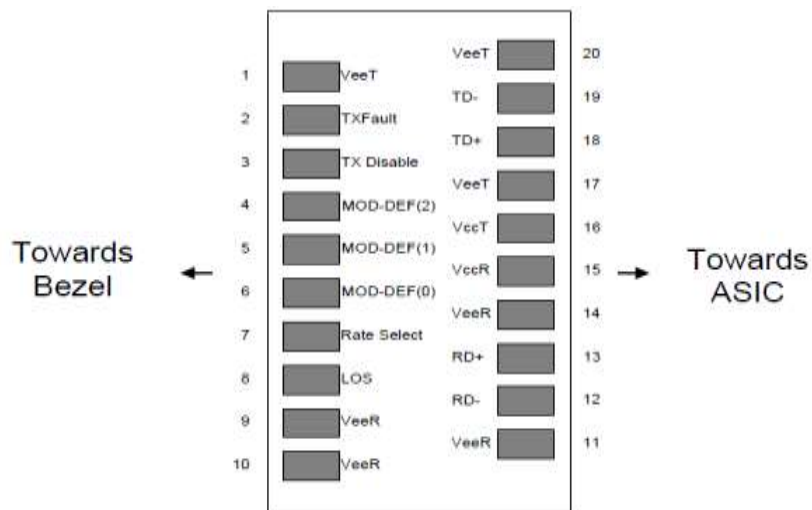 VeeT 20
1 VeeT
TD- 19
2 TXFault
TD+ 18
3 TX Disable
VeeT 17
4 MOD-DEF(2)
VccT 16
5 MOD-DEF(1)
Towards
Bezel
VccR 15
Towards
ASIC
6 MOD-DEF(0)
VeeR 14
7 Rate Select
RD+ 13
8 LOS
RD- 12
9 VeeR
VeeR 11
10 VeeR